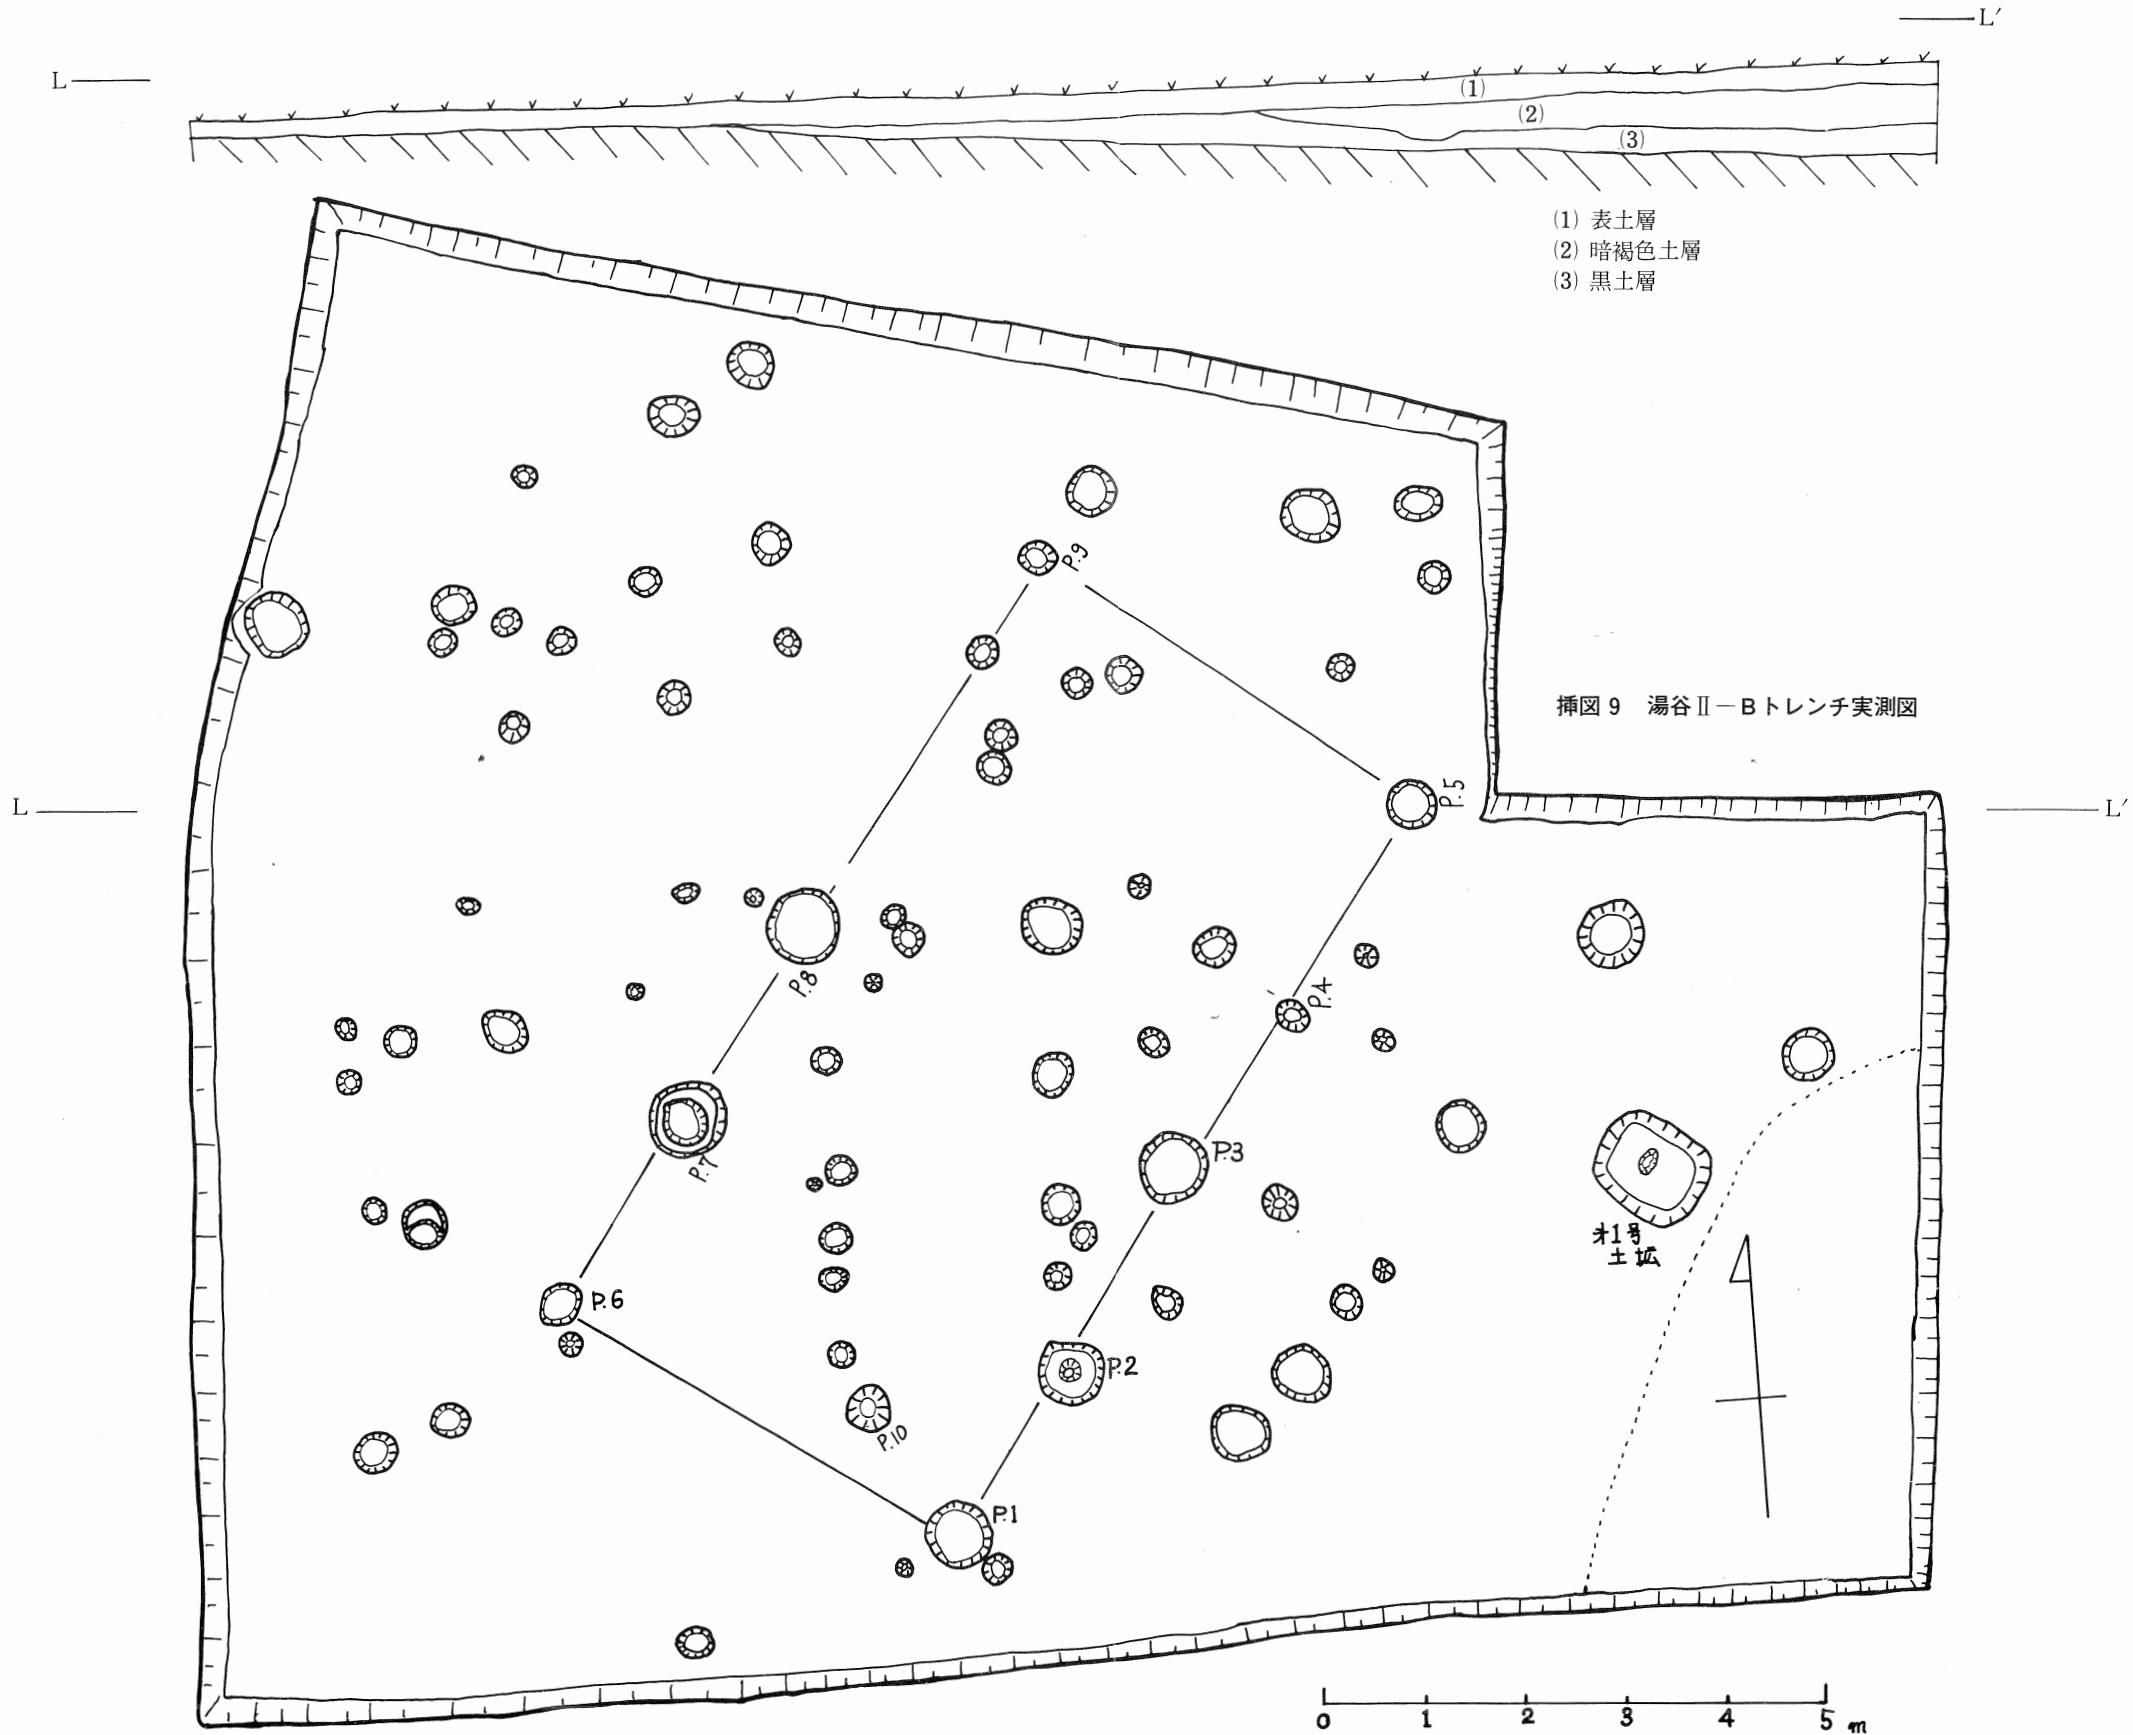 L′
L
(1)
(2)
(3)
(1) 表土層
(2) 暗褐色土層
(3) 黒土層
P.9
挿図9 湯谷Ⅱ－Bトレンチ実測図
P.5
L
L′
P.8
P.4
P.3
P.7
オ1号
土拡
P.6
P.2
P.10
P.1
0 1 2 3 4 5 m